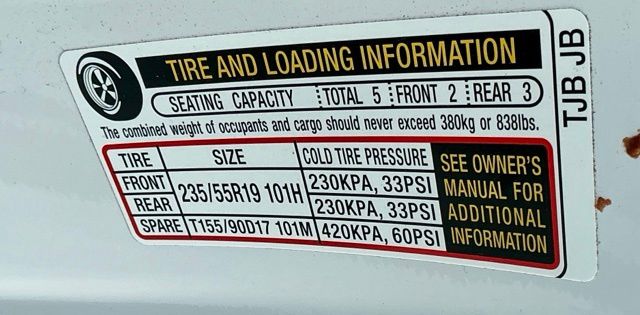 TIRE AND LOADING INFORMATION
SEATING CAPACITY TOTAL 5 FRONT 2 REAR 3
The combined weight of occupants and cargo should never exceed 380kg or 838lbs.
TIRE SIZE COLD TIRE PRESSURE
FRONT 235/55R19 101H 230KPA, 33PSI
REAR 230KPA, 33PSI
SPARE T155/90D17 101M 420KPA, 60PSI
SEE OWNER'S
MANUAL FOR
ADDITIONAL
INFORMATION
TJB JB